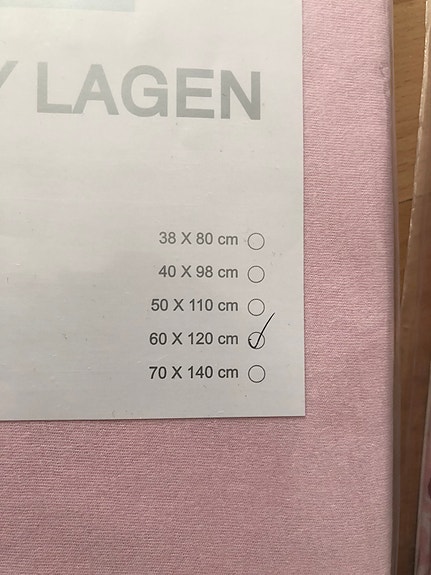 Y LAGEN
38 X 80 cm
40 X 98 cm
50 X 110 cm
60 X 120 cm
70 X 140 cm